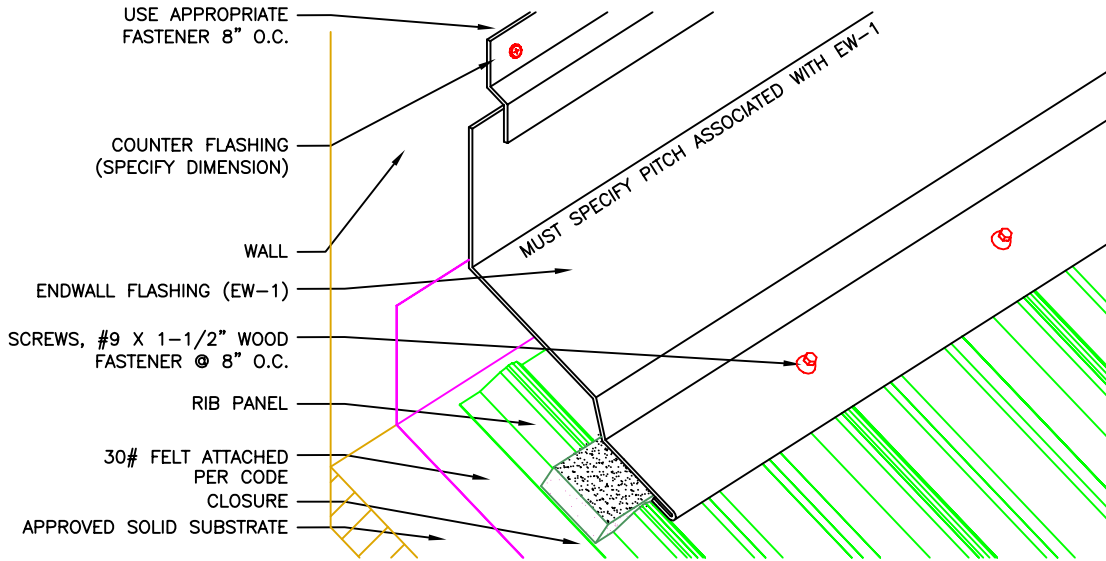 USE APPROPRIATE
FASTENER 8" O.C.
COUNTER FLASHING
(SPECIFY DIMENSION)
WALL
ENDWALL FLASHING (EW-1)
SCREWS, #9 X 1-1/2" WOOD
FASTENER @ 8" O.C.
RIB PANEL
30# FELT ATTACHED
PER CODE
CLOSURE
APPROVED SOLID SUBSTRATE
MUST SPECIFY PITCH ASSOCIATED WITH EW-1